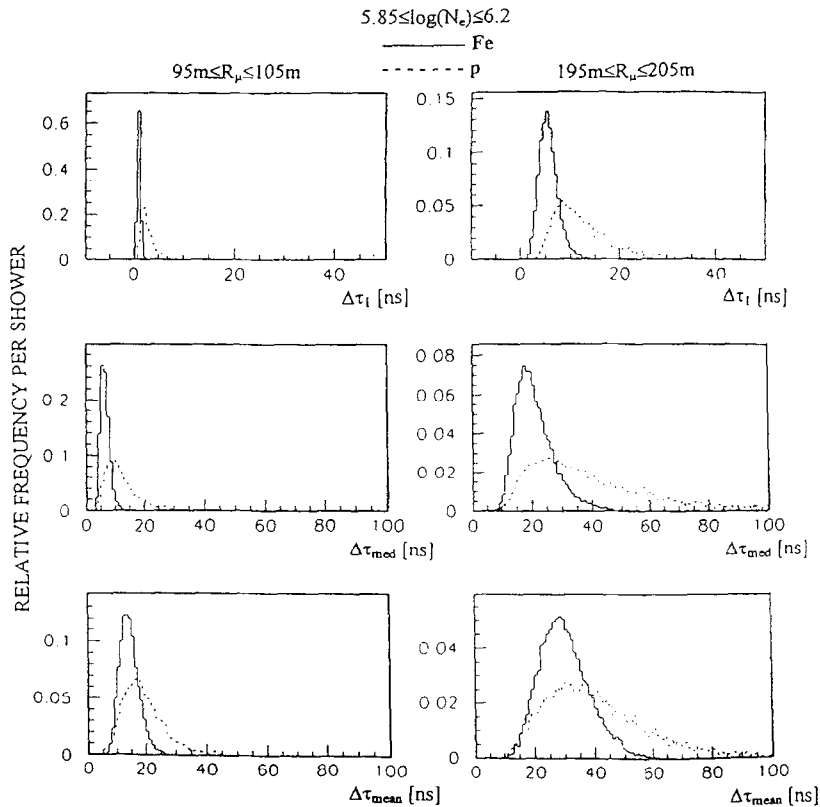 5.85≤log(Nₑ)≤6.2
Fe
p
95m≤R_μ≤105m
195m≤R_μ≤205m
RELATIVE FREQUENCY PER SHOWER
0.6
0.4
0.2
0
0 20 40
Δτ_I [ns]
0.15
0.1
0.05
0
0 20 40
Δτ_I [ns]
0.2
0 1
0
0 20 40 60 80 100
Δτ_med [ns]
0 08
0 06
0 04
0 02
0
0 20 40 60 80 100
Δτ_med [ns]
0.1
0.05
0
0 20 40 60 80 100
Δτ_mean [ns]
0 04
0 02
0
0 20 40 60 80 100
Δτ_mean [ns]